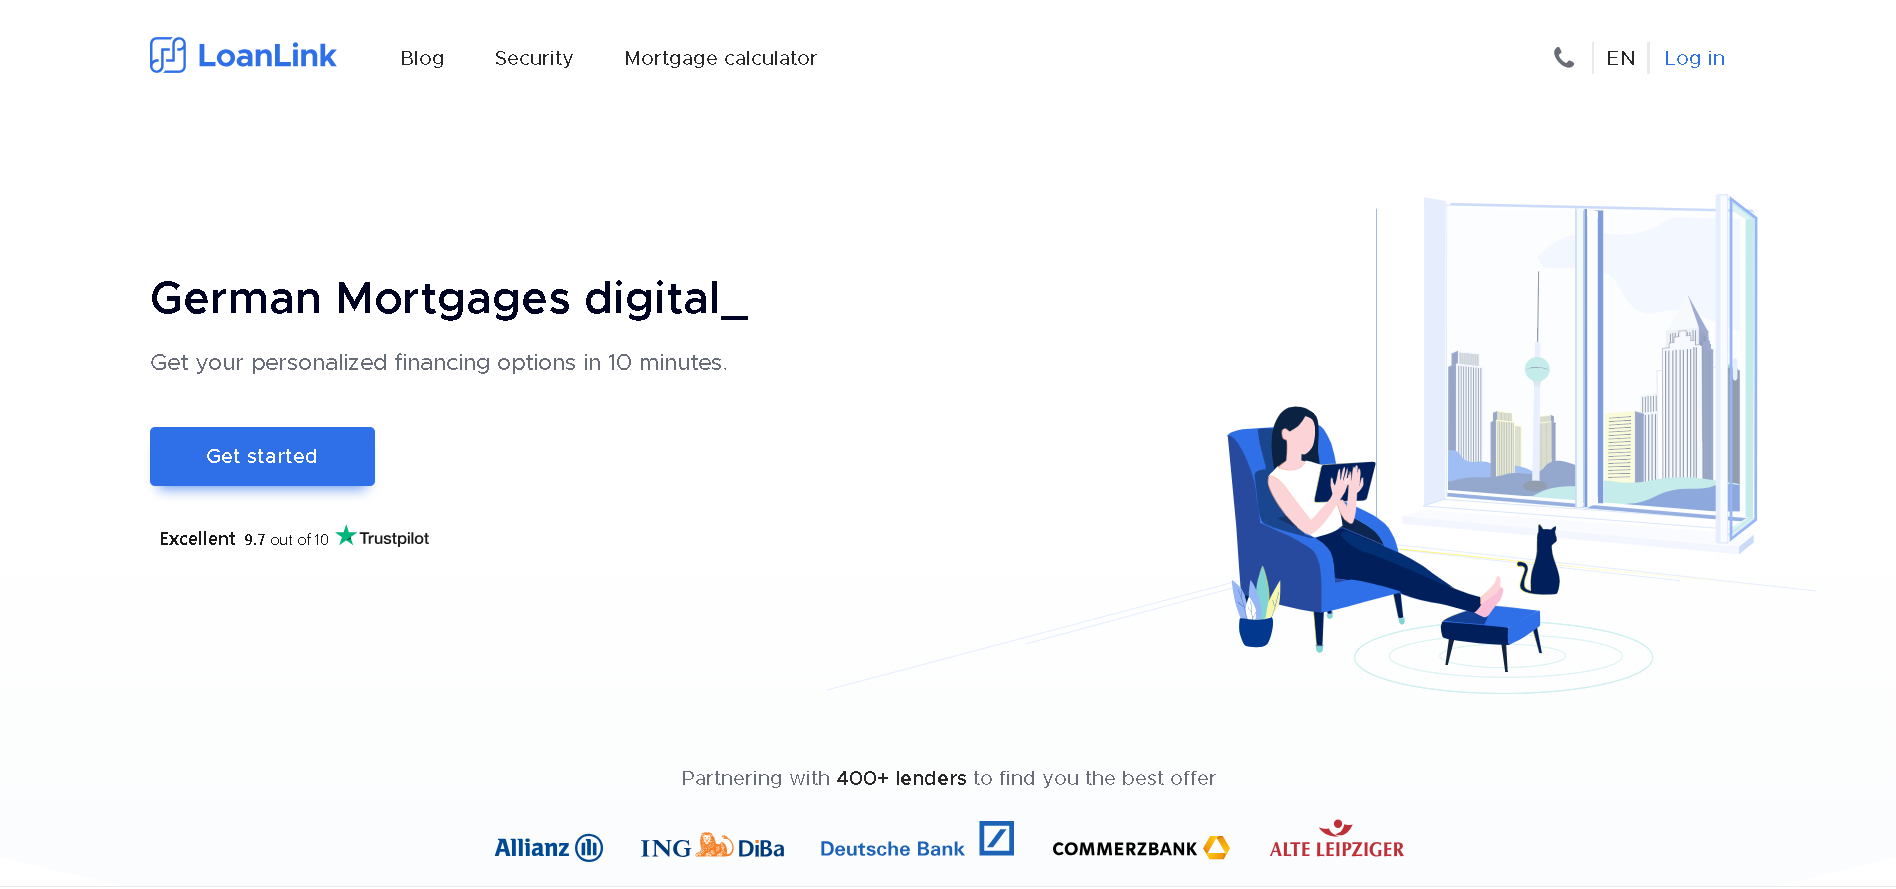 LoanLink Blog Security Mortgage calculator EN Log in
German Mortgages digital_
Get your personalized financing options in 10 minutes.
Get started
Excellent 9.7 out of 10 Trustpilot
Partnering with 400+ lenders to find you the best offer
Allianz ING DiBa Deutsche Bank COMMERZBANK ALTE LEIPZIGER